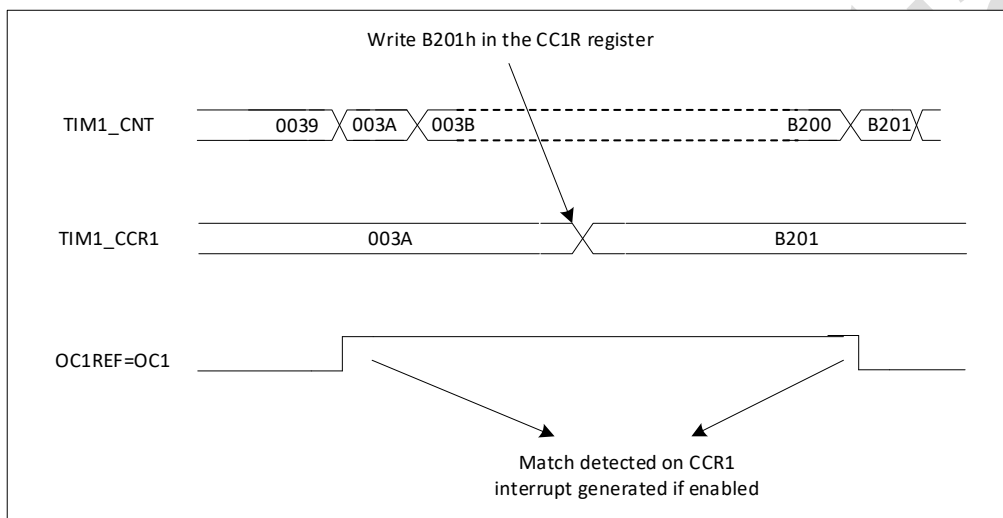 Write B201h in the CC1R register
TIM1_CNT 0039 003A 003B B200 B201
TIM1_CCR1 003A B201
OC1REF=OC1
Match detected on CCR1
interrupt generated if enabled